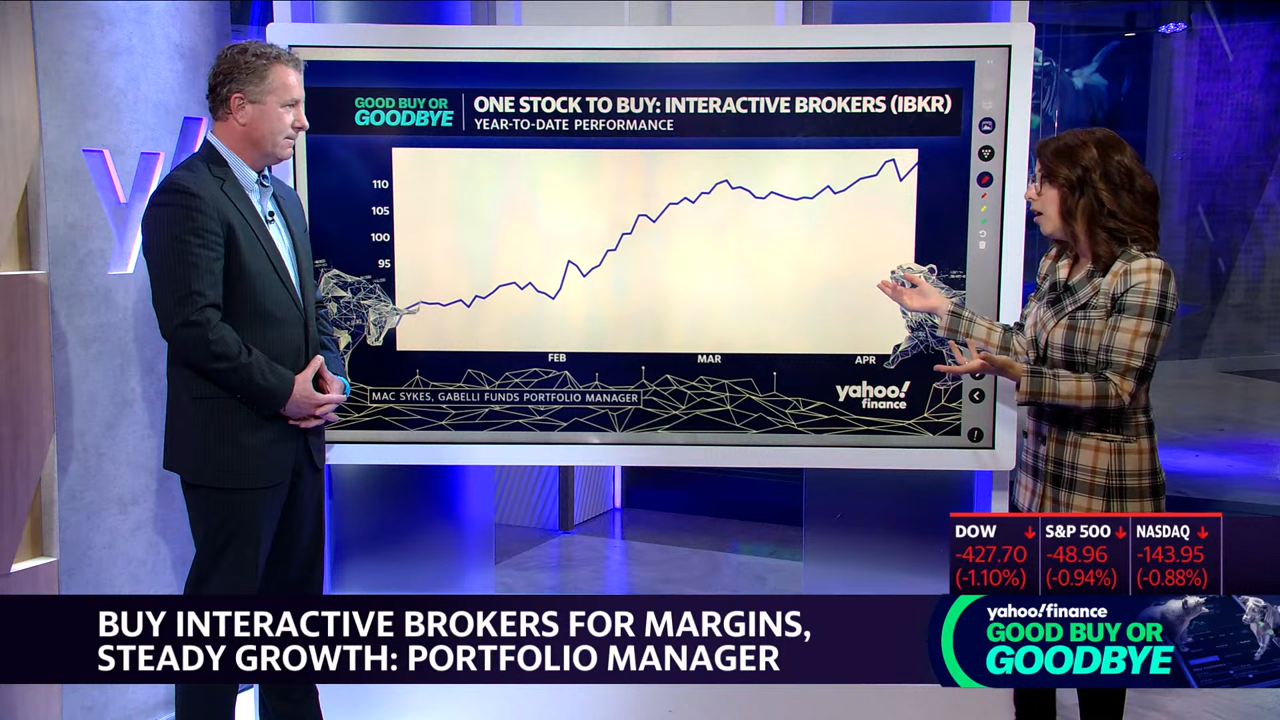 GOOD BUY OR
GOODBYE
ONE STOCK TO BUY: INTERACTIVE BROKERS (IBKR)
YEAR-TO-DATE PERFORMANCE
110
105
100
95
FEB
MAR
APR
MAC SYKES, GABELLI FUNDS PORTFOLIO MANAGER
yahoo!
finance
y!
DOW
-427.70
(-1.10%)
S&P 500
-48.96
(-0.94%)
NASDAQ
-143.95
(-0.88%)
BUY INTERACTIVE BROKERS FOR MARGINS,
STEADY GROWTH: PORTFOLIO MANAGER
yahoo!finance
GOOD BUY OR
GOODBYE